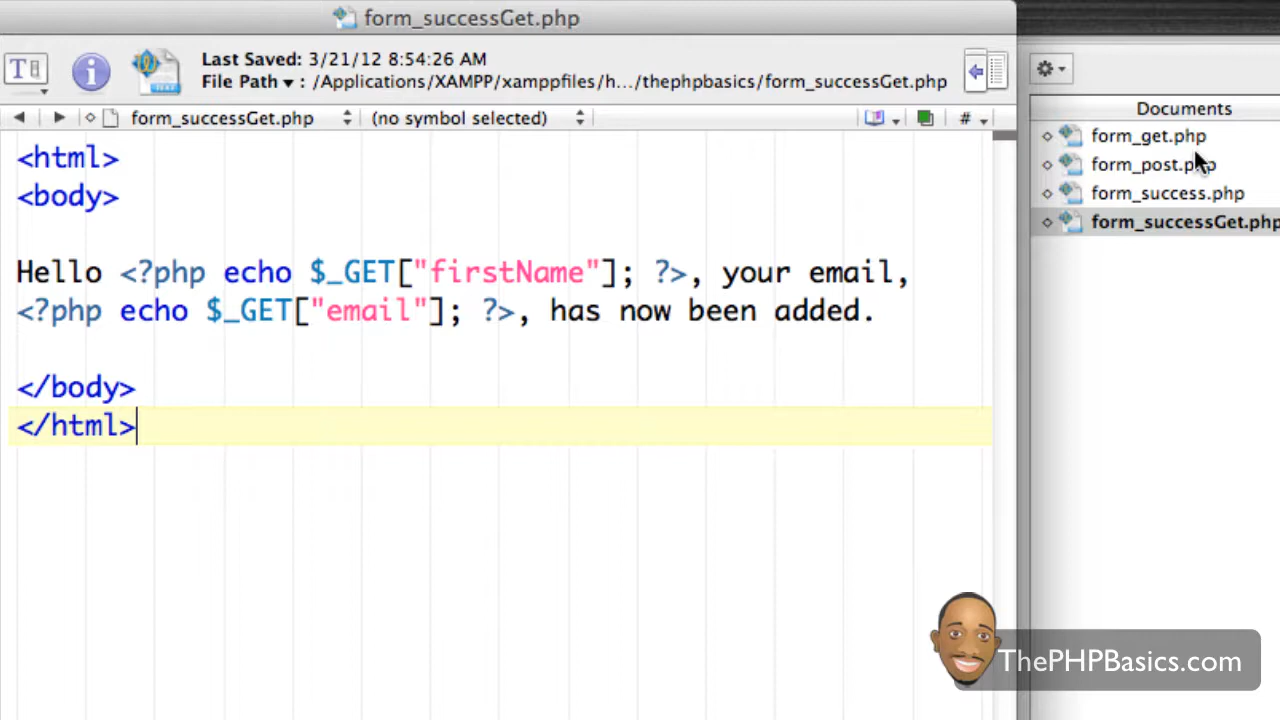 form_successGet.php
Last Saved: 3/21/12 8:54:26 AM
File Path ▾ : /Applications/XAMPP/xamppfiles/h.../thephpbasics/form_successGet.php
form_successGet.php
(no symbol selected)
#
Documents
form_get.php
form_post.php
form_success.php
form_successGet.php
<html>
<body>
Hello <?php echo $_GET["firstName"]; ?>, your email,
<?php echo $_GET["email"]; ?>, has now been added.
</body>
</html>
ThePHPBasics.com